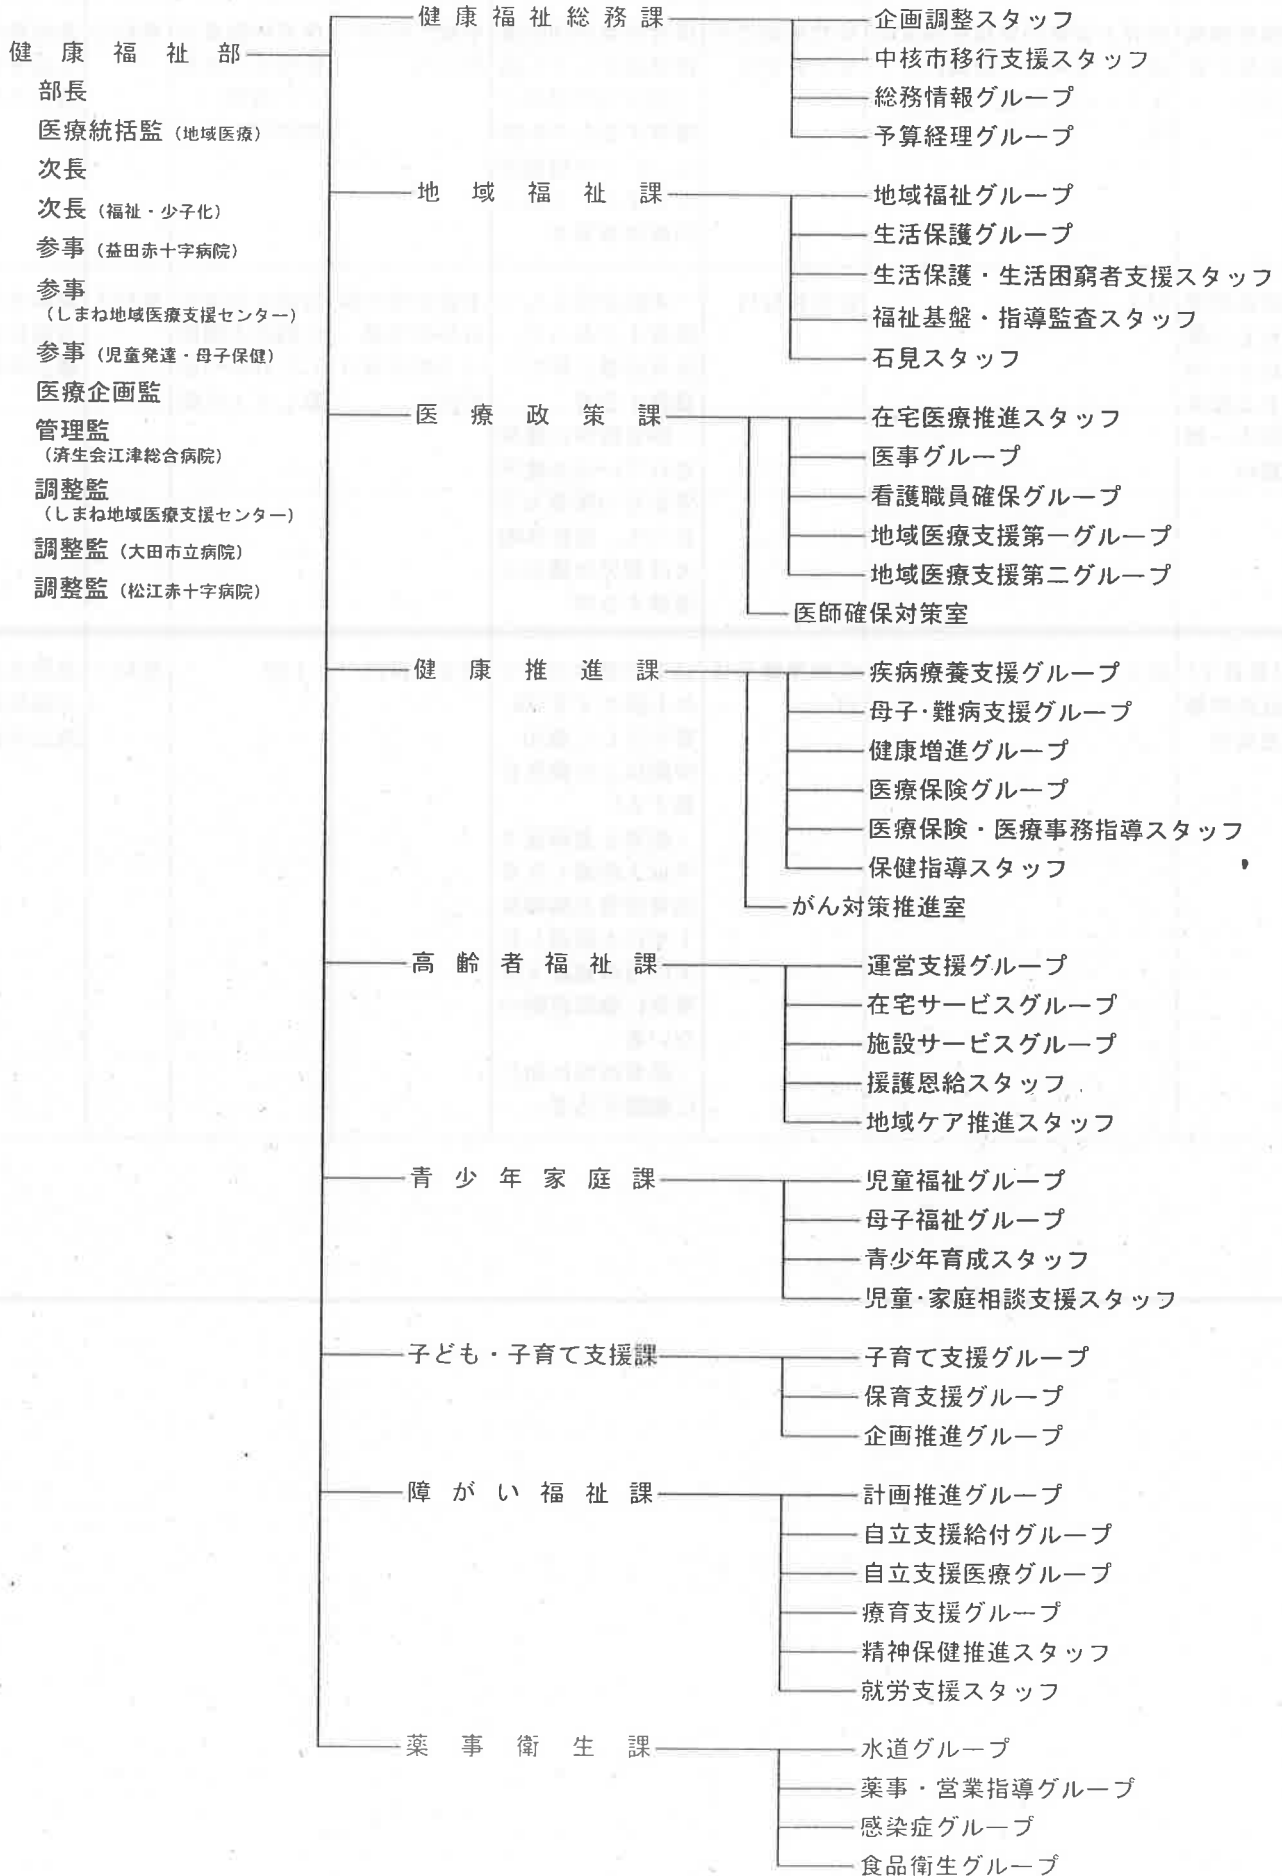 健康福祉部
部長
医療統括監（地域医療）
次長
次長（福祉・少子化）
参事（益田赤十字病院）
参事
（しまね地域医療支援センター）
参事（児童発達・母子保健）
医療企画監
管理監
（済生会江津総合病院）
調整監
（しまね地域医療支援センター）
調整監（大田市立病院）
調整監（松江赤十字病院）
健康福祉総務課
企画調整スタッフ
中核市移行支援スタッフ
総務情報グループ
予算経理グループ
地域福祉課
地域福祉グループ
生活保護グループ
生活保護・生活困窮者支援スタッフ
福祉基盤・指導監査スタッフ
石見スタッフ
医療政策課
在宅医療推進スタッフ
医事グループ
看護職員確保グループ
地域医療支援第一グループ
地域医療支援第二グループ
医師確保対策室
健康推進課
疾病療養支援グループ
母子・難病支援グループ
健康増進グループ
医療保険グループ
医療保険・医療事務指導スタッフ
保健指導スタッフ
がん対策推進室
高齢者福祉課
運営支援グループ
在宅サービスグループ
施設サービスグループ
援護恩給スタッフ
地域ケア推進スタッフ
青少年家庭課
児童福祉グループ
母子福祉グループ
青少年育成スタッフ
児童・家庭相談支援スタッフ
子ども・子育て支援課
子育て支援グループ
保育支援グループ
企画推進グループ
障がい福祉課
計画推進グループ
自立支援給付グループ
自立支援医療グループ
療育支援グループ
精神保健推進スタッフ
就労支援スタッフ
薬事衛生課
水道グループ
薬事・営業指導グループ
感染症グループ
食品衛生グループ